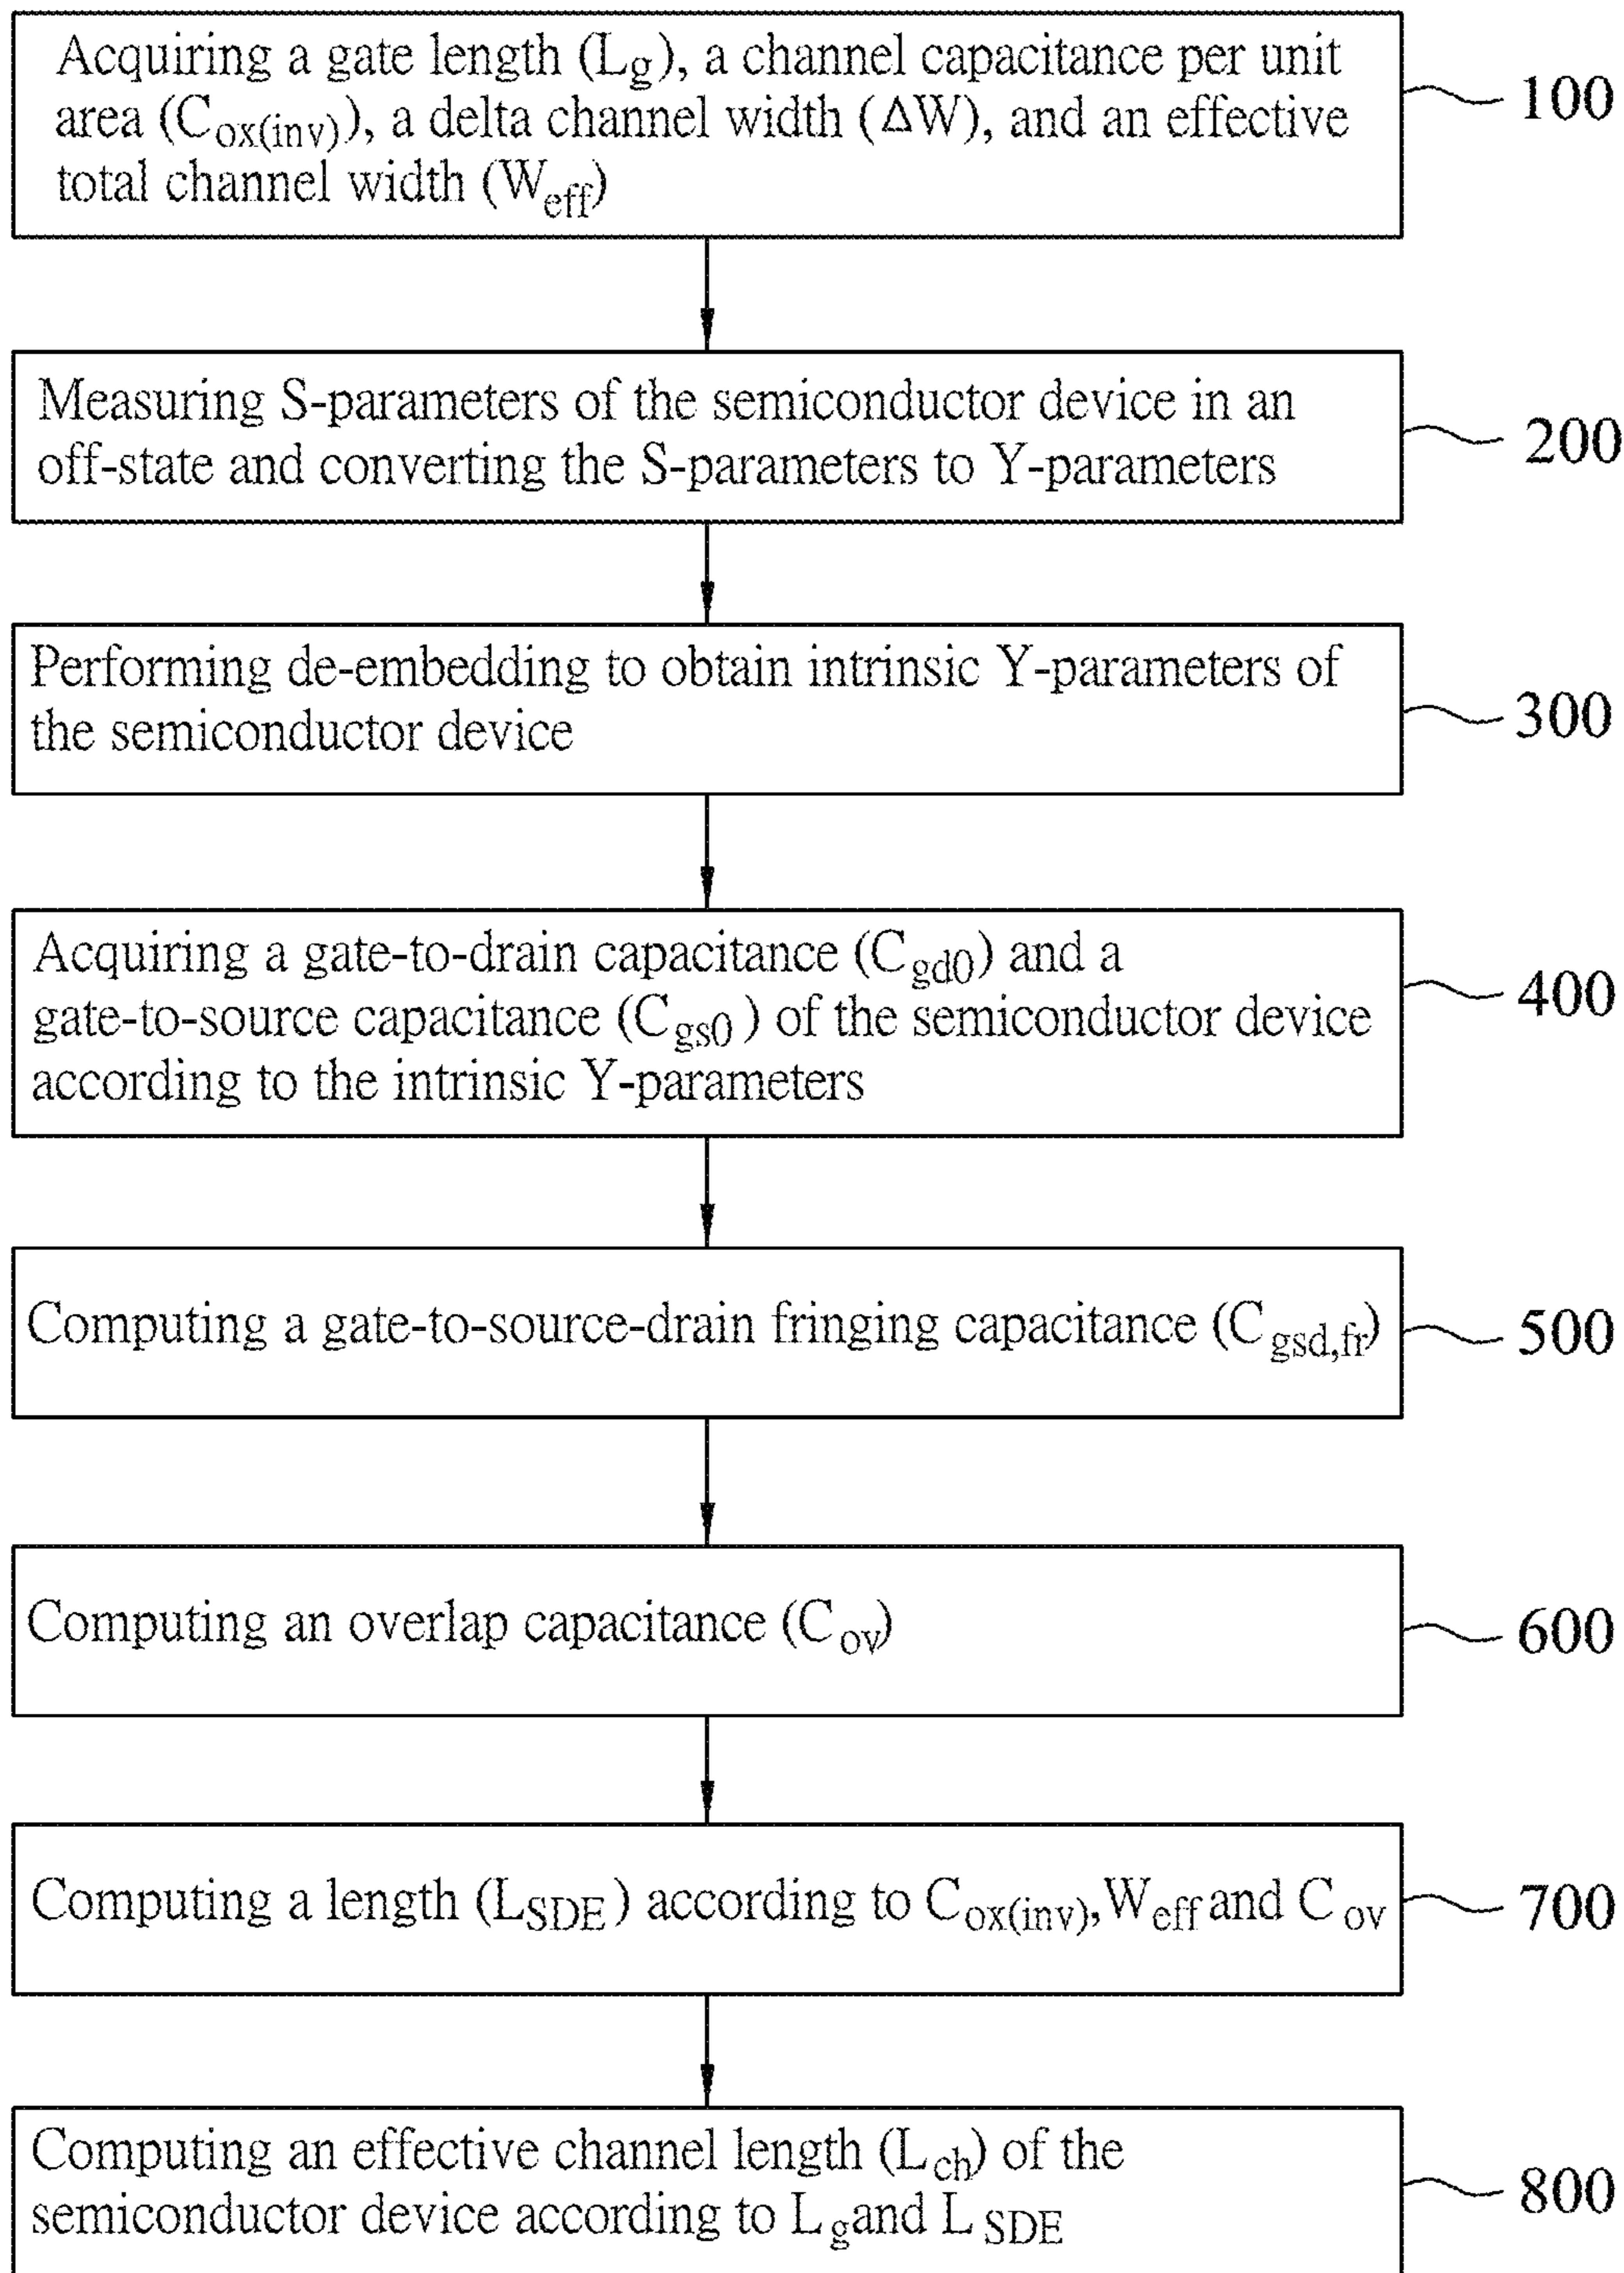 Acquiring a gate length (Lg), a channel capacitance per unit
area (Cox(inv)), a delta channel width (ΔW), and an effective
total channel width (Weff)
100
Measuring S-parameters of the semiconductor device in an
off-state and converting the S-parameters to Y-parameters
200
Performing de-embedding to obtain intrinsic Y-parameters of
the semiconductor device
300
Acquiring a gate-to-drain capacitance (Cgd0) and a
gate-to-source capacitance (Cgs0) of the semiconductor device
according to the intrinsic Y-parameters
400
Computing a gate-to-source-drain fringing capacitance (Cgsd,fr)
500
Computing an overlap capacitance (Cov)
600
Computing a length (LSDE) according to Cox(inv),Weff and Cov
700
Computing an effective channel length (Lch) of the
semiconductor device according to Lg and LSDE
800